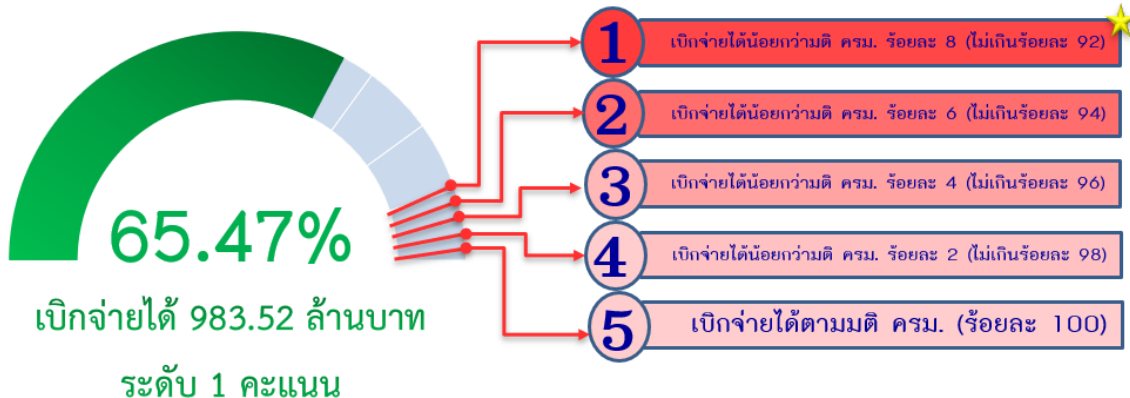 1 เบิกจ่ายได้น้อยกว่ามติ ครม. ร้อยละ 8 (ไม่เกินร้อยละ 92)
2 เบิกจ่ายได้น้อยกว่ามติ ครม. ร้อยละ 6 (ไม่เกินร้อยละ 94)
3 เบิกจ่ายได้น้อยกว่ามติ ครม. ร้อยละ 4 (ไม่เกินร้อยละ 96)
4 เบิกจ่ายได้น้อยกว่ามติ ครม. ร้อยละ 2 (ไม่เกินร้อยละ 98)
5 เบิกจ่ายได้ตามมติ ครม. (ร้อยละ 100)
65.47%
เบิกจ่ายได้ 983.52 ล้านบาท
ระดับ 1 คะแนน